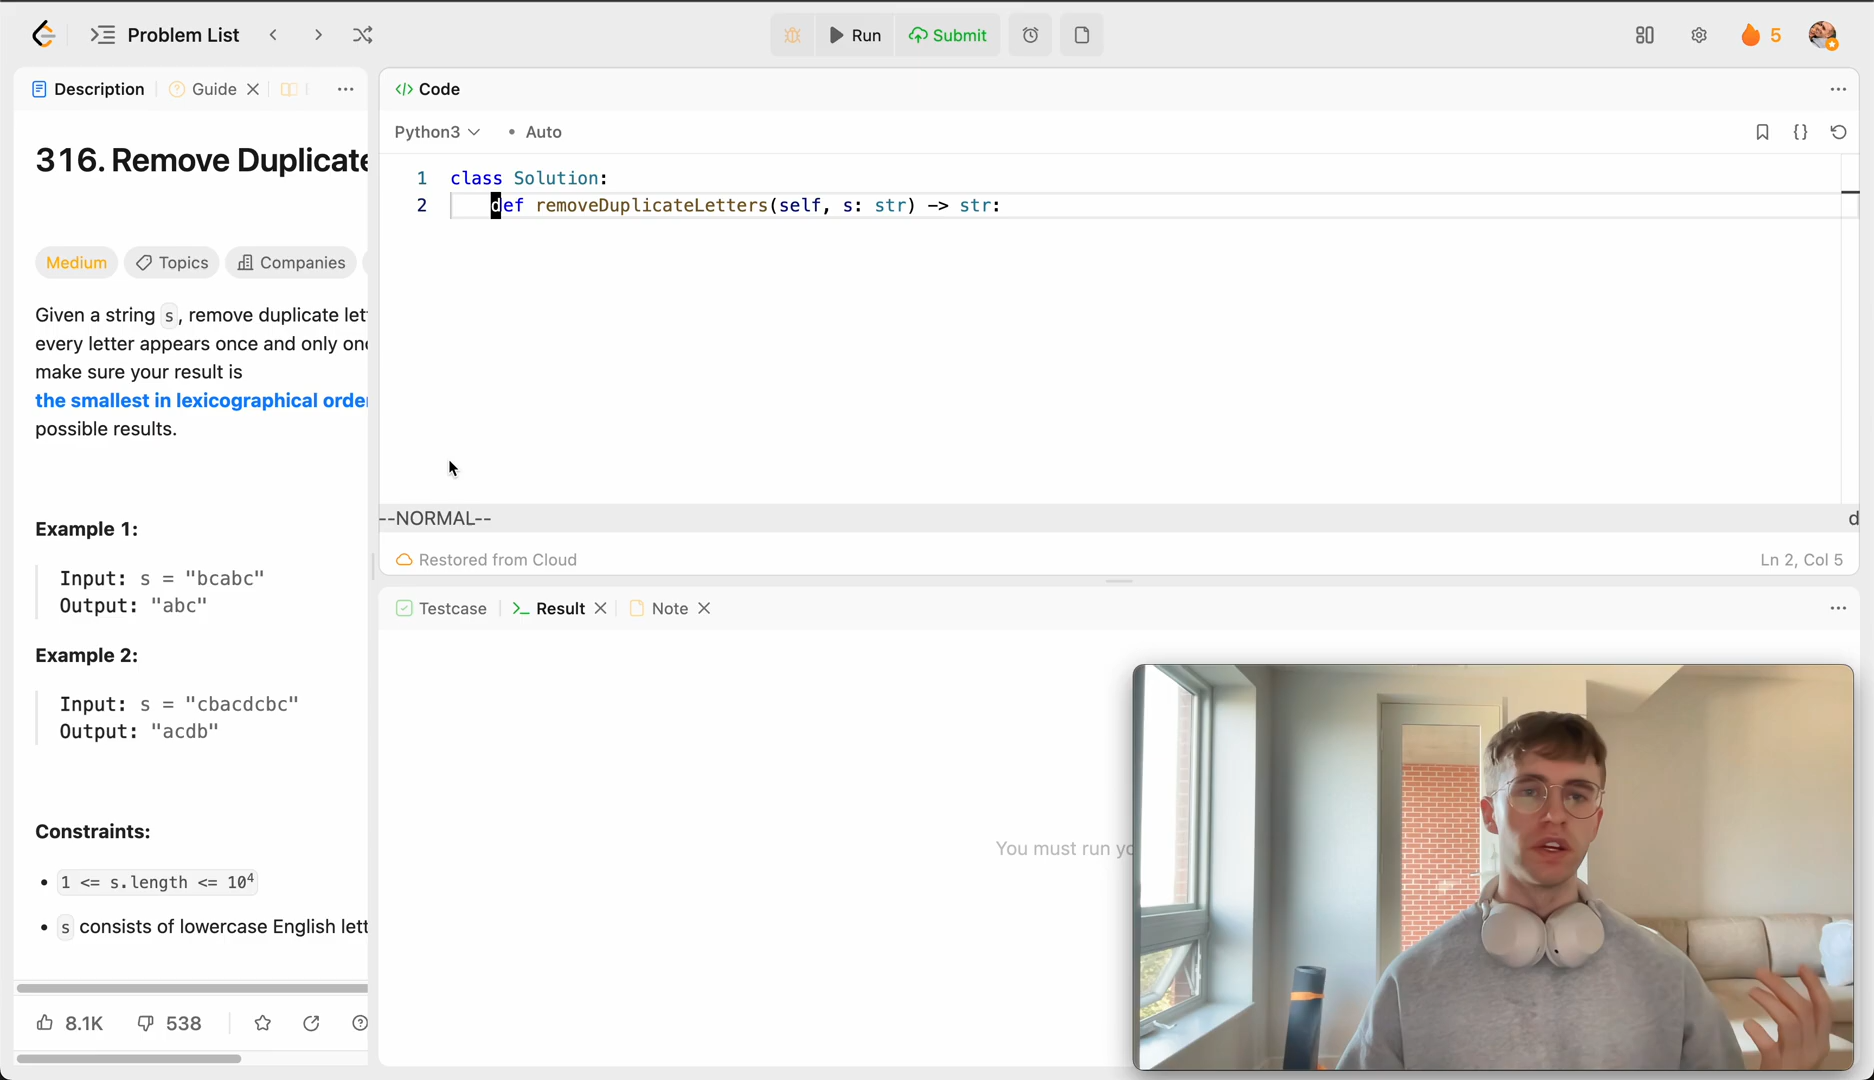 Problem List
Run
Submit
5
Description
Guide
316. Remove Duplicate
Medium
Topics
Companies
Given a string s, remove duplicate let
every letter appears once and only on
make sure your result is
the smallest in lexicographical order
possible results.
Example 1:
Input: s = "bcabc"
Output: "abc"
Example 2:
Input: s = "cbacdcbc"
Output: "acdb"
Constraints:
1 <= s.length <= 10⁴
s consists of lowercase English lett
8.1K
538
</> Code
Python3
• Auto
1 class Solution:
2 def removeDuplicateLetters(self, s: str) -> str:
--NORMAL--
d
Restored from Cloud
Ln 2, Col 5
Testcase
Result
Note
You must run yo